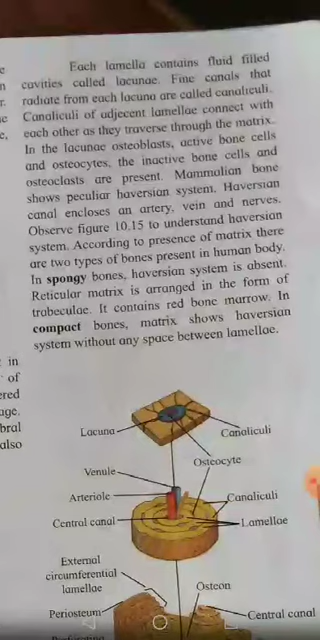 Each lamella contains fluid filled
cavities called lacunae. Fine canals that
radiate from each lacuna are called canaliculi.
Canaliculi of adjecent lamellae connect with
each other as they traverse through the matrix.
In the lacunae osteoblasts, active bone cells
and osteocytes, the inactive bone cells and
osteoclasts are present. Mammalian bone
shows peculiar haversian system. Haversian
canal encloses an artery, vein and nerves.
Observe figure 10.15 to understand haversian
system. According to presence of matrix there
are two types of bones present in human body.
In spongy bones, haversian system is absent.
Reticular matrix is arranged in the form of
trabeculae. It contains red bone marrow. In
compact bones, matrix shows haversian
system without any space between lamellae.
in
of
also
Lacuna
Canaliculi
Osteocyte
Venule
Arteriole
Canaliculi
Central canal
Lamellae
External
circumferential
lamellae
Osteon
Periosteum
Central canal